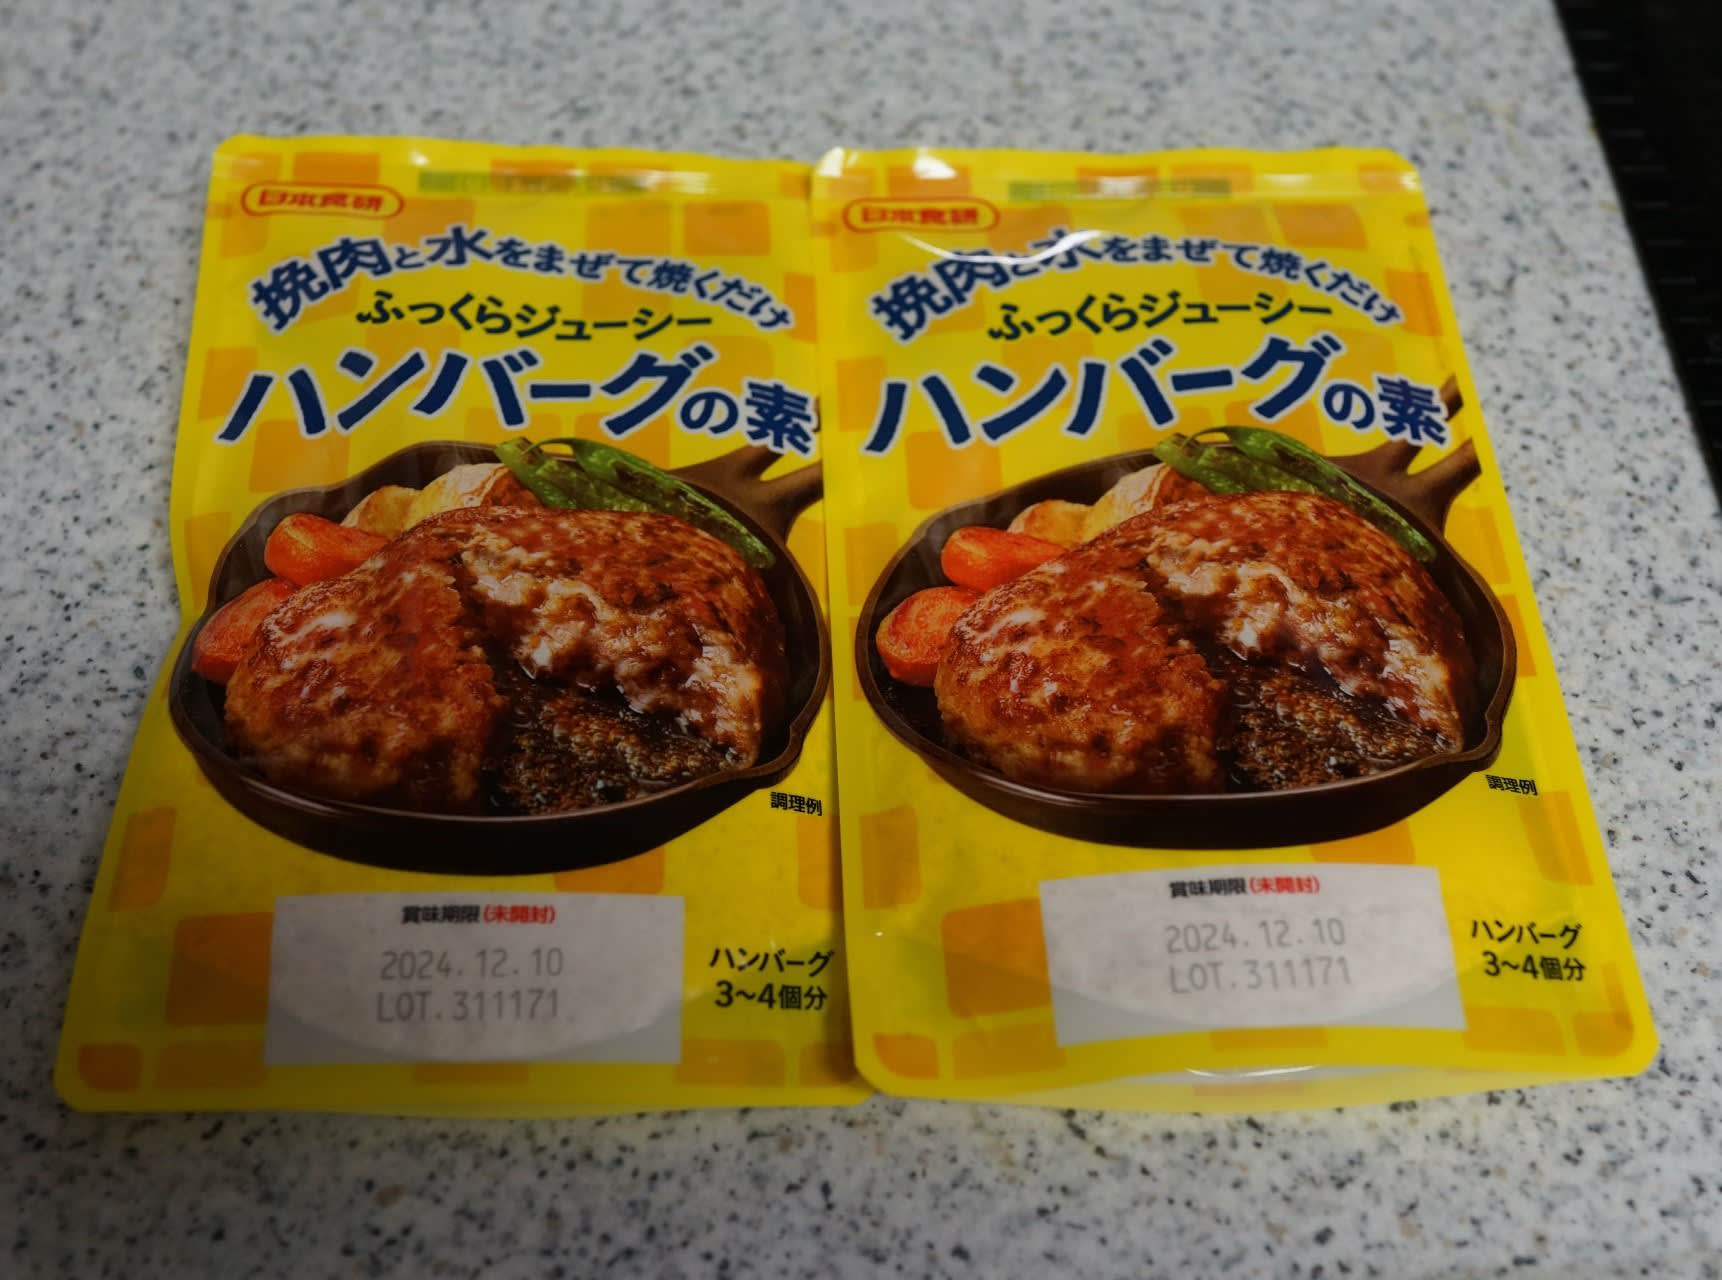 日本食研
挽肉と水をまぜて焼くだけ
ふっくらジューシー
ハンバーグの素
調理例
賞味期限(未開封)
2024.12.10
LOT.311171
ハンバーグ
3~4個分
日本食研
挽肉と水をまぜて焼くだけ
ふっくらジューシー
ハンバーグの素
調理例
賞味期限(未開封)
2024.12.10
LOT.311171
ハンバーグ
3~4個分